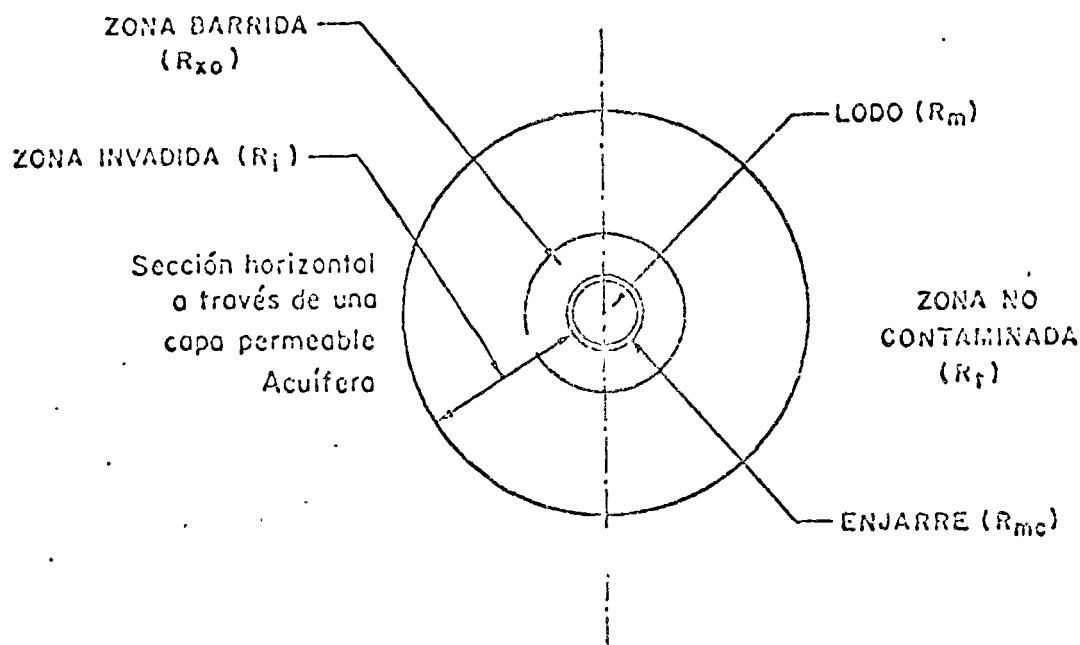 ZONA BARRIDA
(Rxo)
LODO (Rm)
ZONA INVADIDA (Ri)
Sección horizontal
a través de una
capa permeable
Acuífera
ZONA NO
CONTAMINADA
(Rt)
ENJARRE (Rmc)